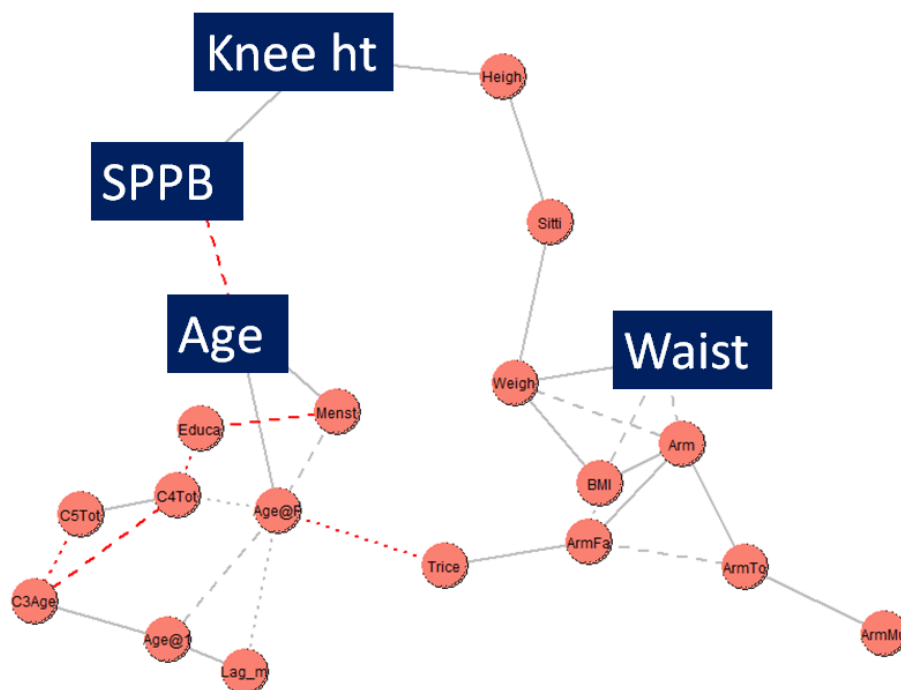 Knee ht
Heigh
SPPB
Sitti
Age
Waist
Weigh
Menst
Educa
Arm
BMI
C4Tot
C5Tot
Age@F
ArmFa
Trice
ArmTo
C3Age
Age@1
ArmMu
Lag_m